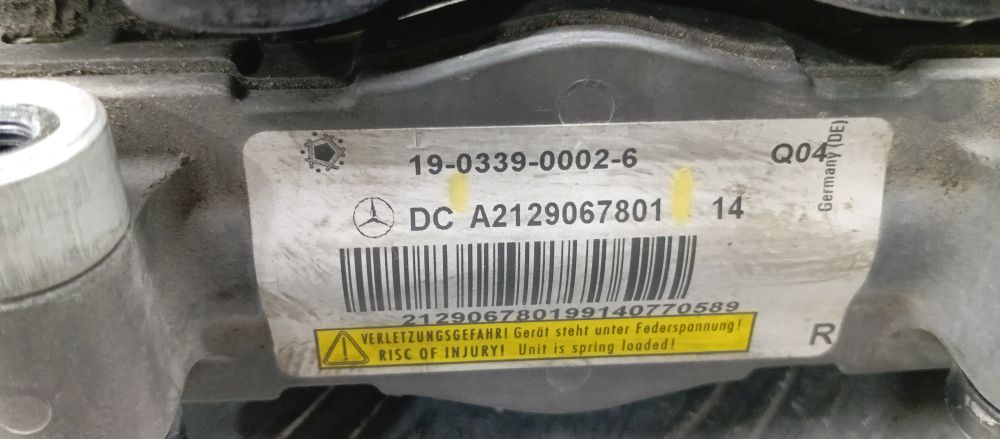 19-0339-0002-6
Q04
Germany (DE)
DC A2129067801 14
212906780199140770589
VERLETZUNGSGEFAHR! Gerät steht unter Federspannung!
RISC OF INJURY! Unit is spring loaded!
R